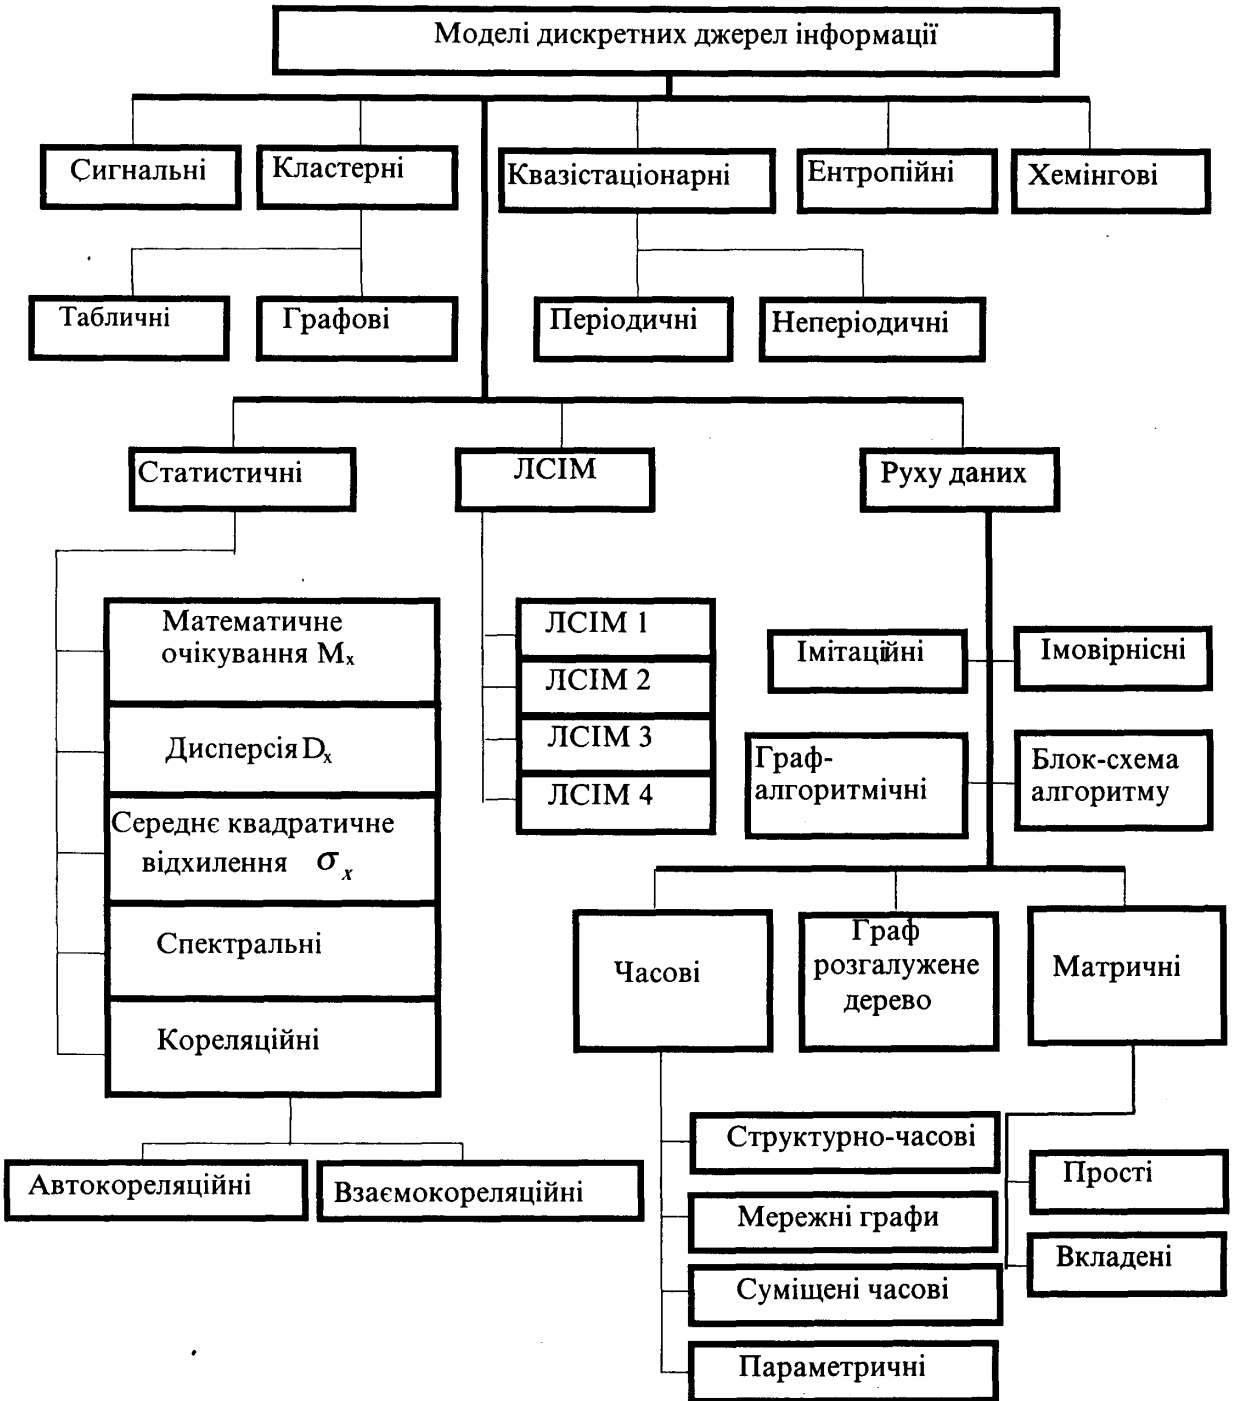 Моделі дискретних джерел інформації
Сигнальні
Кластерні
Квазістаціонарні
Ентропійні
Хемінгові
Табличні
Графові
Періодичні
Неперіодичні
Статистичні
ЛСІМ
Руху даних
Математичне
очікування Mₓ
Дисперсія Dₓ
Середнє квадратичне
відхилення σₓ
Спектральні
Кореляційні
Автокореляційні
Взаємокореляційні
ЛСІМ 1
ЛСІМ 2
ЛСІМ 3
ЛСІМ 4
Імітаційні
Імовірнісні
Граф-
алгоритмічні
Блок-схема
алгоритму
Часові
Граф
розгалужене
дерево
Матричні
Структурно-часові
Мережні графи
Суміщені часові
Параметричні
Прості
Вкладені